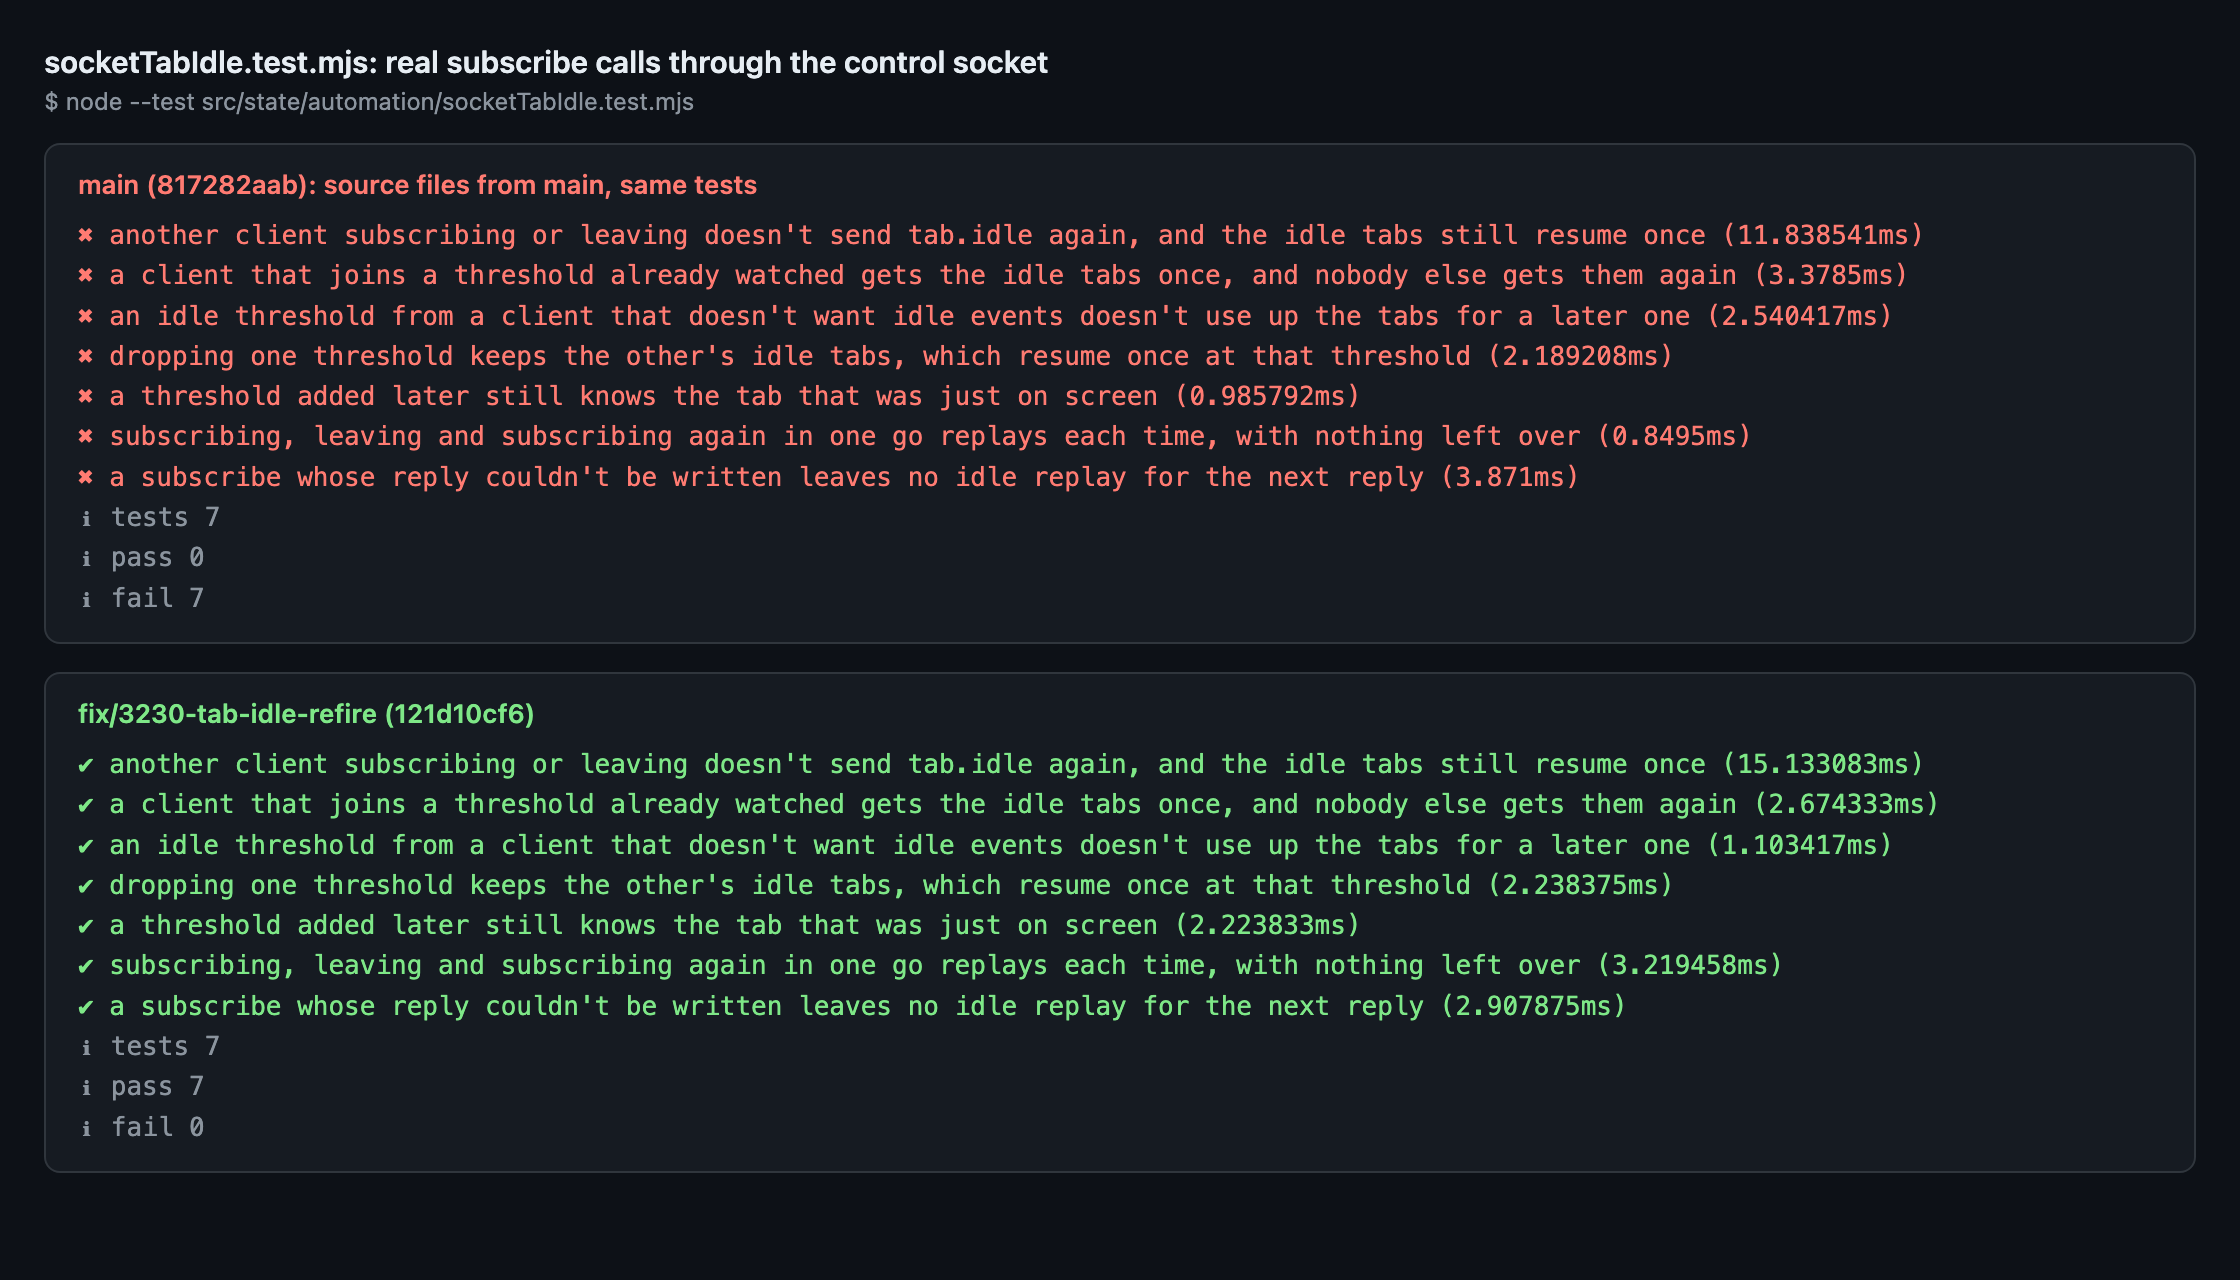 socketTabIdle.test.mjs: real subscribe calls through the control socket
$ node --test src/state/automation/socketTabIdle.test.mjs
main (817282aab): source files from main, same tests
✖ another client subscribing or leaving doesn't send tab.idle again, and the idle tabs still resume once (11.838541ms)
✖ a client that joins a threshold already watched gets the idle tabs once, and nobody else gets them again (3.3785ms)
✖ an idle threshold from a client that doesn't want idle events doesn't use up the tabs for a later one (2.540417ms)
✖ dropping one threshold keeps the other's idle tabs, which resume once at that threshold (2.189208ms)
✖ a threshold added later still knows the tab that was just on screen (0.985792ms)
✖ subscribing, leaving and subscribing again in one go replays each time, with nothing left over (0.8495ms)
✖ a subscribe whose reply couldn't be written leaves no idle replay for the next reply (3.871ms)
ℹ tests 7
ℹ pass 0
ℹ fail 7
fix/3230-tab-idle-refire (121d10cf6)
✔ another client subscribing or leaving doesn't send tab.idle again, and the idle tabs still resume once (15.133083ms)
✔ a client that joins a threshold already watched gets the idle tabs once, and nobody else gets them again (2.674333ms)
✔ an idle threshold from a client that doesn't want idle events doesn't use up the tabs for a later one (1.103417ms)
✔ dropping one threshold keeps the other's idle tabs, which resume once at that threshold (2.238375ms)
✔ a threshold added later still knows the tab that was just on screen (2.223833ms)
✔ subscribing, leaving and subscribing again in one go replays each time, with nothing left over (3.219458ms)
✔ a subscribe whose reply couldn't be written leaves no idle replay for the next reply (2.907875ms)
ℹ tests 7
ℹ pass 7
ℹ fail 0